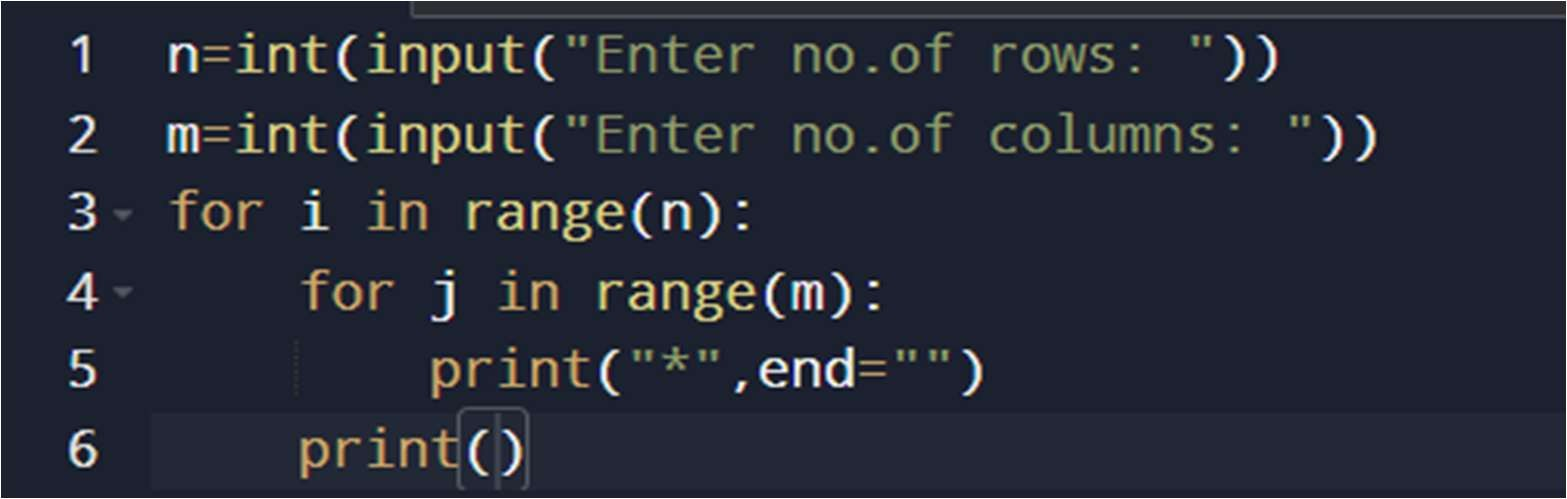 1 n=int(input("Enter no.of rows: "))
2 m=int(input("Enter no.of columns: "))
3 for i in range(n):
4     for j in range(m):
5         print("*",end="")
6     print()